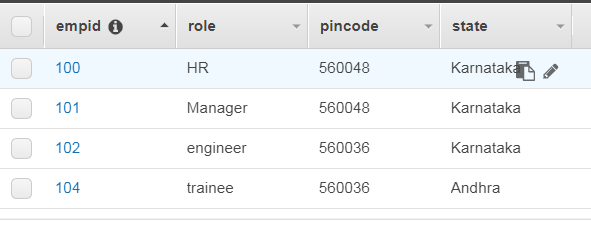 empid role pincode state
100 HR 560048 Karnataka
101 Manager 560048 Karnataka
102 engineer 560036 Karnataka
104 trainee 560036 Andhra